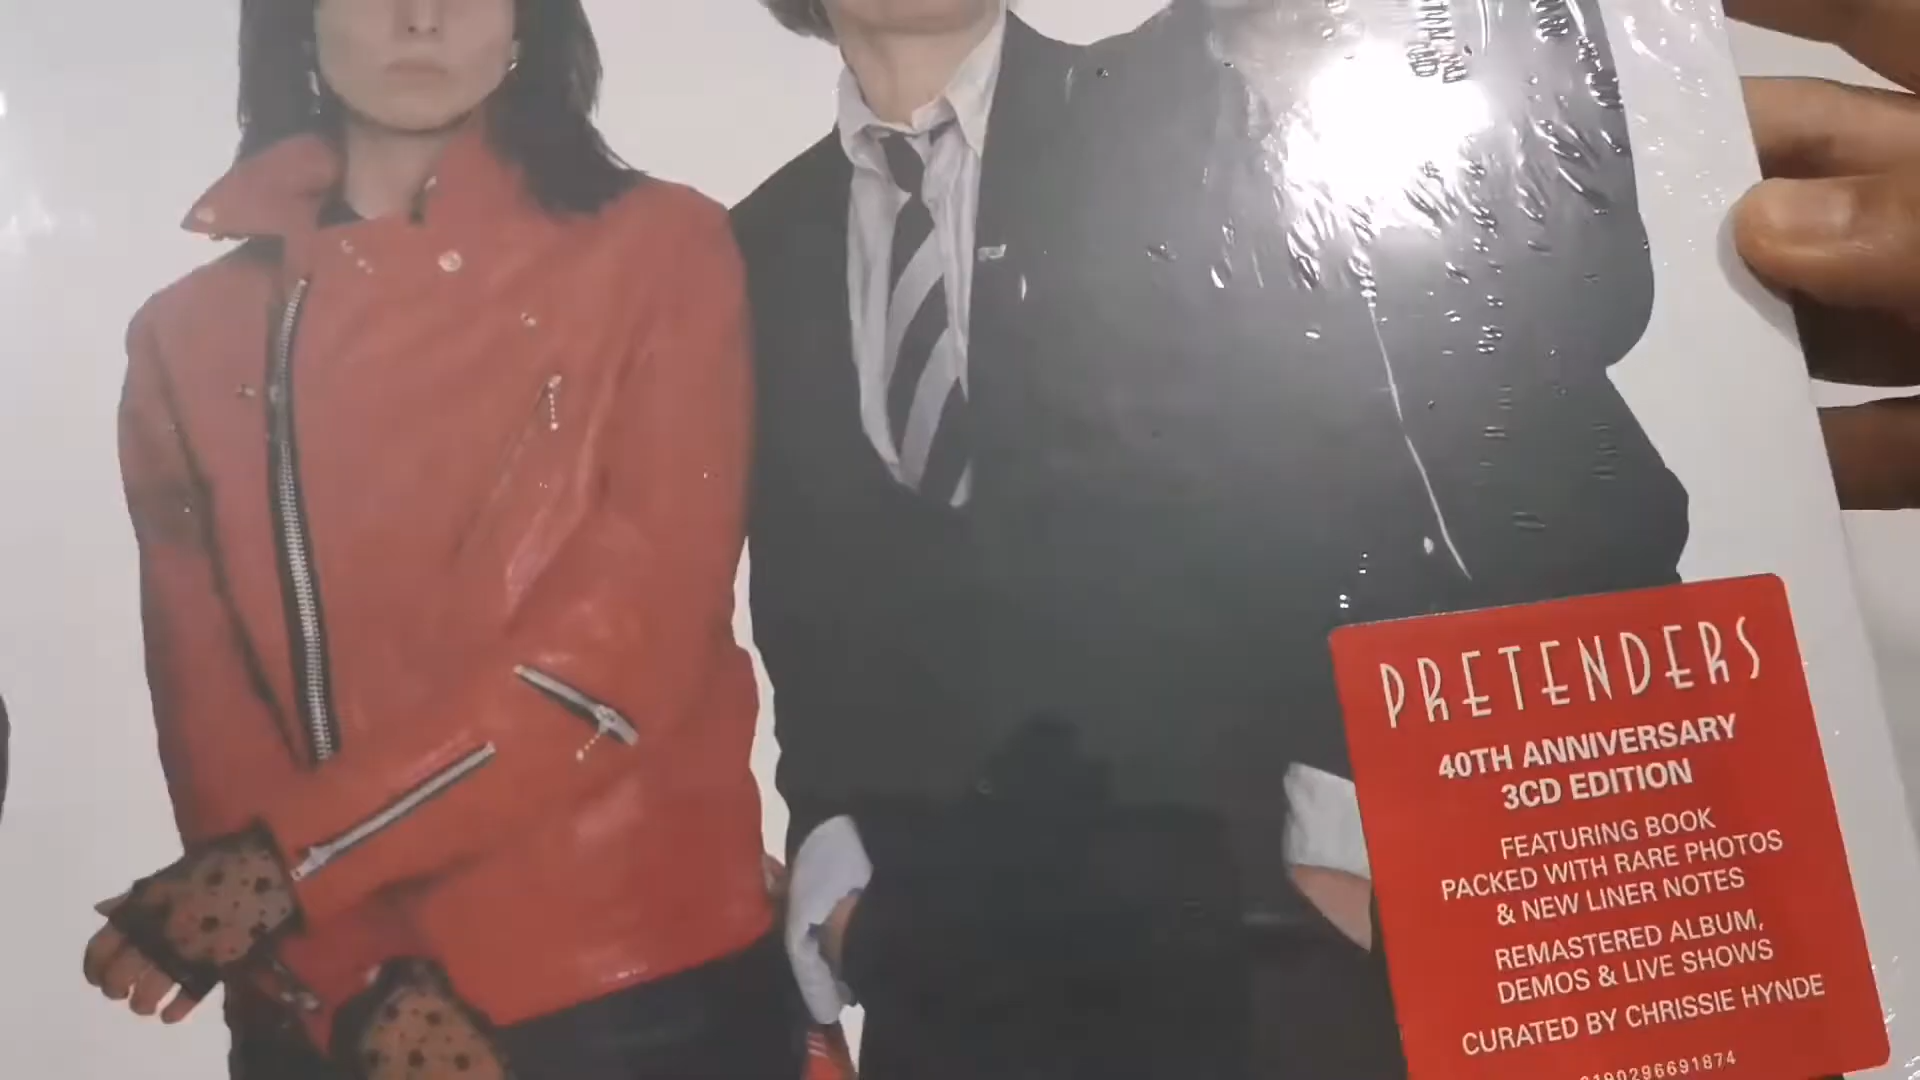 PRETENDERS
40TH ANNIVERSARY
3CD EDITION
FEATURING BOOK
PACKED WITH RARE PHOTOS
& NEW LINER NOTES
REMASTERED ALBUM,
DEMOS & LIVE SHOWS
CURATED BY CHRISSIE HYNDE
0190296691874